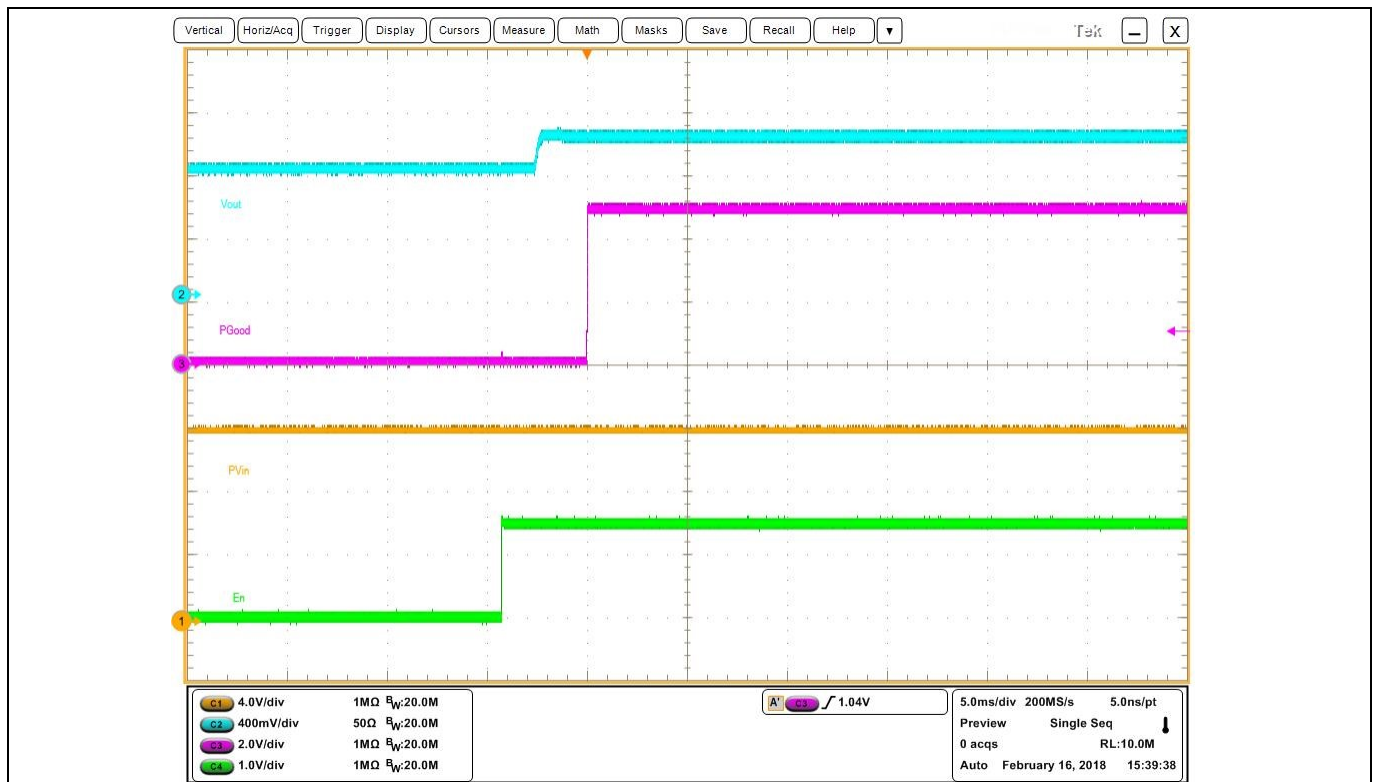 Vertical Horiz/Acq Trigger Display Cursors Measure Math Masks Save Recall Help Tek X
Vout
2
PGood
3
PVin
En
1
C1 4.0V/div 1MΩ BW:20.0M
C2 400mV/div 50Ω BW:20.0M
C3 2.0V/div 1MΩ BW:20.0M
C4 1.0V/div 1MΩ BW:20.0M
A' C3 1.04V
5.0ms/div 200MS/s 5.0ns/pt
Preview Single Seq
0 acqs RL:10.0M
Auto February 16, 2018 15:39:38